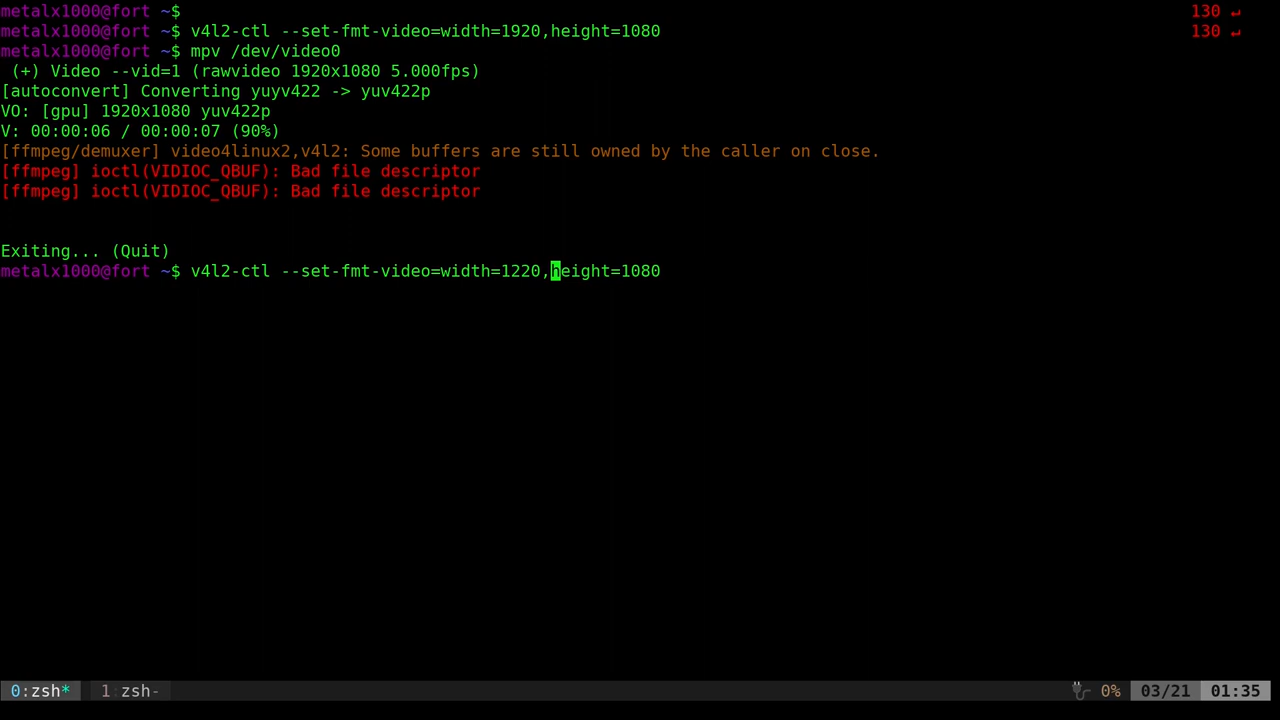 metalx1000@fort ~$ 130 ↵
metalx1000@fort ~$ v4l2-ctl --set-fmt-video=width=1920,height=1080 130 ↵
metalx1000@fort ~$ mpv /dev/video0
(+) Video --vid=1 (rawvideo 1920x1080 5.000fps)
[autoconvert] Converting yuyv422 -> yuv422p
VO: [gpu] 1920x1080 yuv422p
V: 00:00:06 / 00:00:07 (90%)
[ffmpeg/demuxer] video4linux2,v4l2: Some buffers are still owned by the caller on close.
[ffmpeg] ioctl(VIDIOC_QBUF): Bad file descriptor
[ffmpeg] ioctl(VIDIOC_QBUF): Bad file descriptor
Exiting... (Quit)
metalx1000@fort ~$ v4l2-ctl --set-fmt-video=width=1220,height=1080
0:zsh* 1:zsh- 0% 03/21 01:35